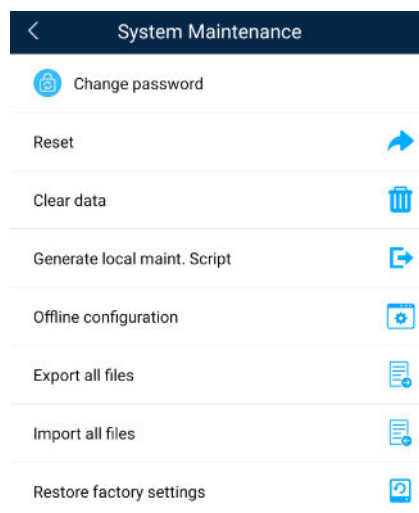 System Maintenance
Change password
Reset
Clear data
Generate local maint. Script
Offline configuration
Export all files
Import all files
Restore factory settings